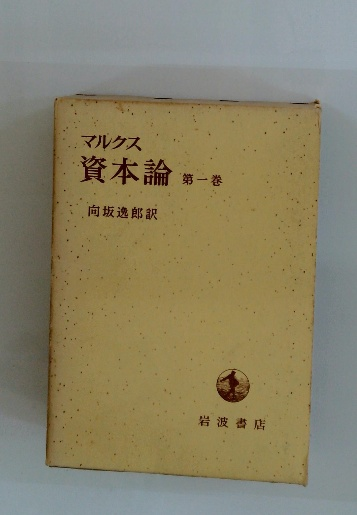 マルクス
資本論 第一巻
向坂逸郎訳
岩波書店